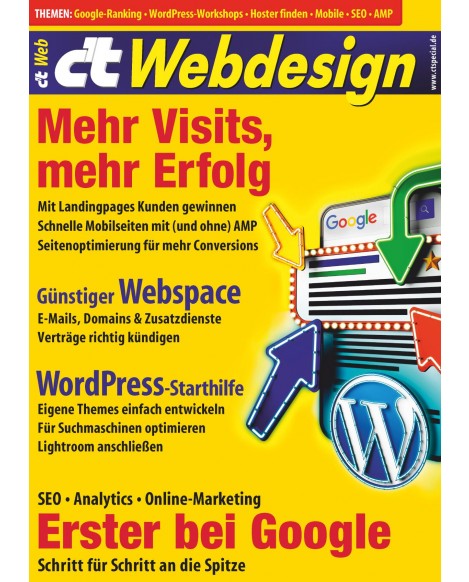 THEMEN: Google-Ranking • WordPress-Workshops • Hoster finden • Mobile • SEO • AMP
c't Web
c't Webdesign
www.ctspecial.de
Mehr Visits,
mehr Erfolg
Mit Landingpages Kunden gewinnen
Schnelle Mobilseiten mit (und ohne) AMP
Seitenoptimierung für mehr Conversions
Google
Günstiger Webspace
E-Mails, Domains & Zusatzdienste
Verträge richtig kündigen
WordPress-Starthilfe
Eigene Themes einfach entwickeln
Für Suchmaschinen optimieren
Lightroom anschließen
W
SEO • Analytics • Online-Marketing
Erster bei Google
Schritt für Schritt an die Spitze